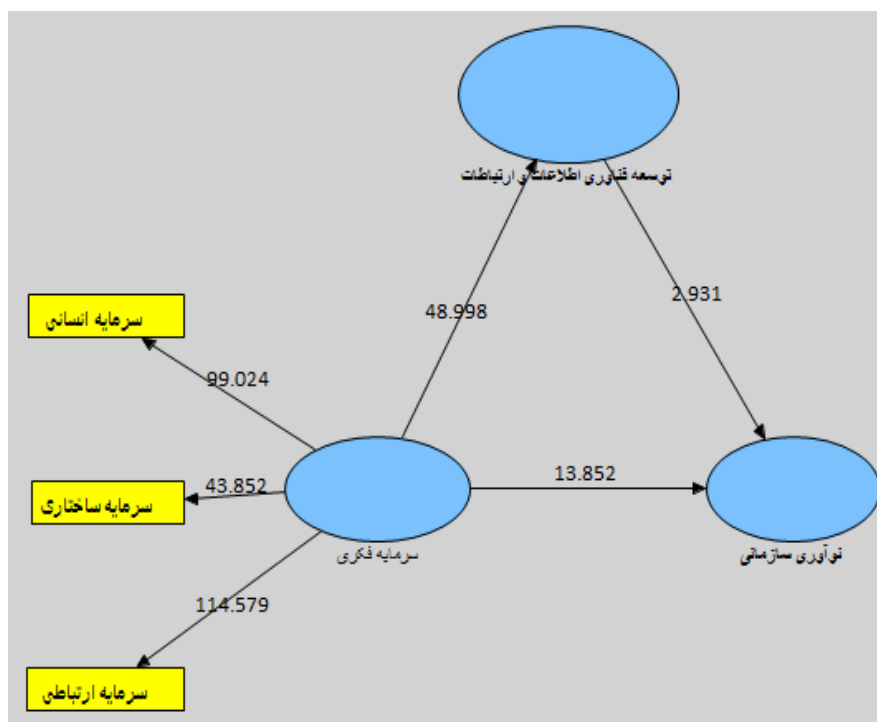 توسعه فناوری اطلاعات و ارتباطات
48.998
2.931
سرمایه انسانی
99.024
سرمایه ساختاری
43.852
13.852
سرمایه فکری
نوآوری سازمانی
114.579
سرمایه ارتباطی